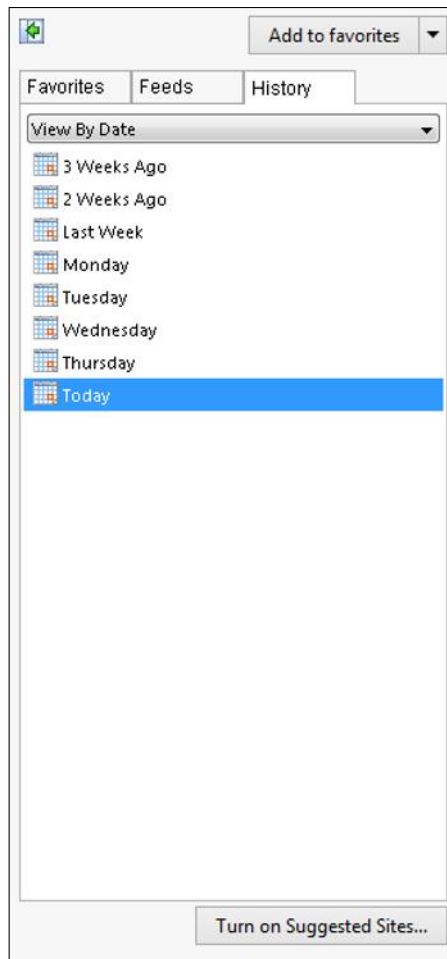 Add to favorites
Favorites Feeds History
View By Date
3 Weeks Ago
2 Weeks Ago
Last Week
Monday
Tuesday
Wednesday
Thursday
Today
Turn on Suggested Sites...